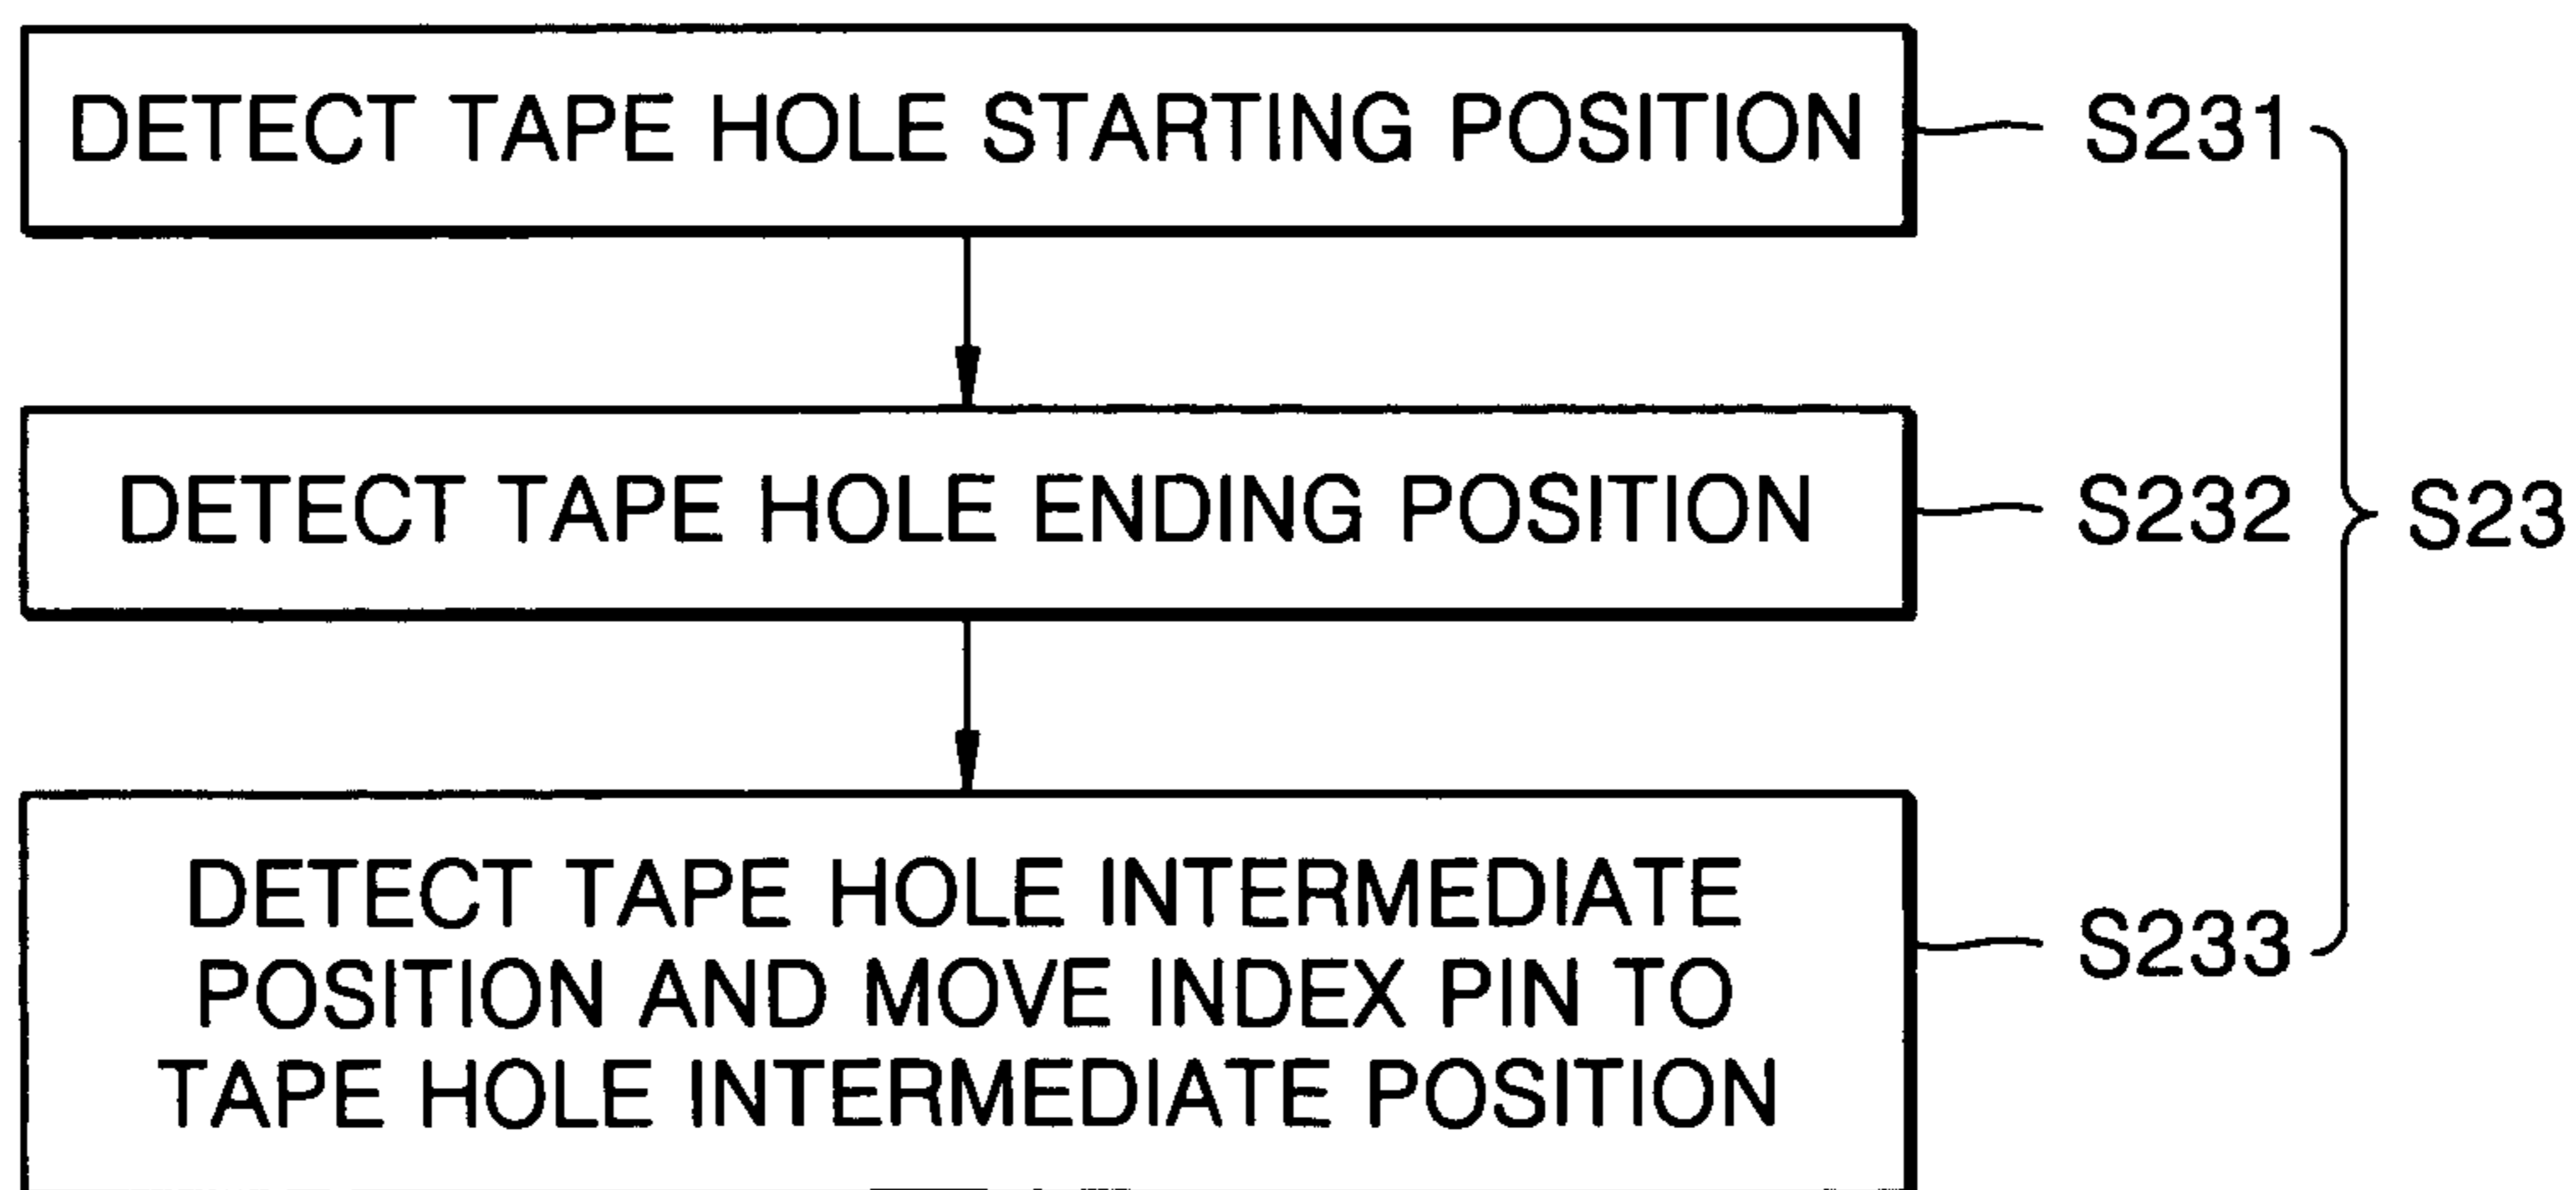 DETECT TAPE HOLE STARTING POSITION
S231
DETECT TAPE HOLE ENDING POSITION
S232
S23
DETECT TAPE HOLE INTERMEDIATE
POSITION AND MOVE INDEX PIN TO
TAPE HOLE INTERMEDIATE POSITION
S233